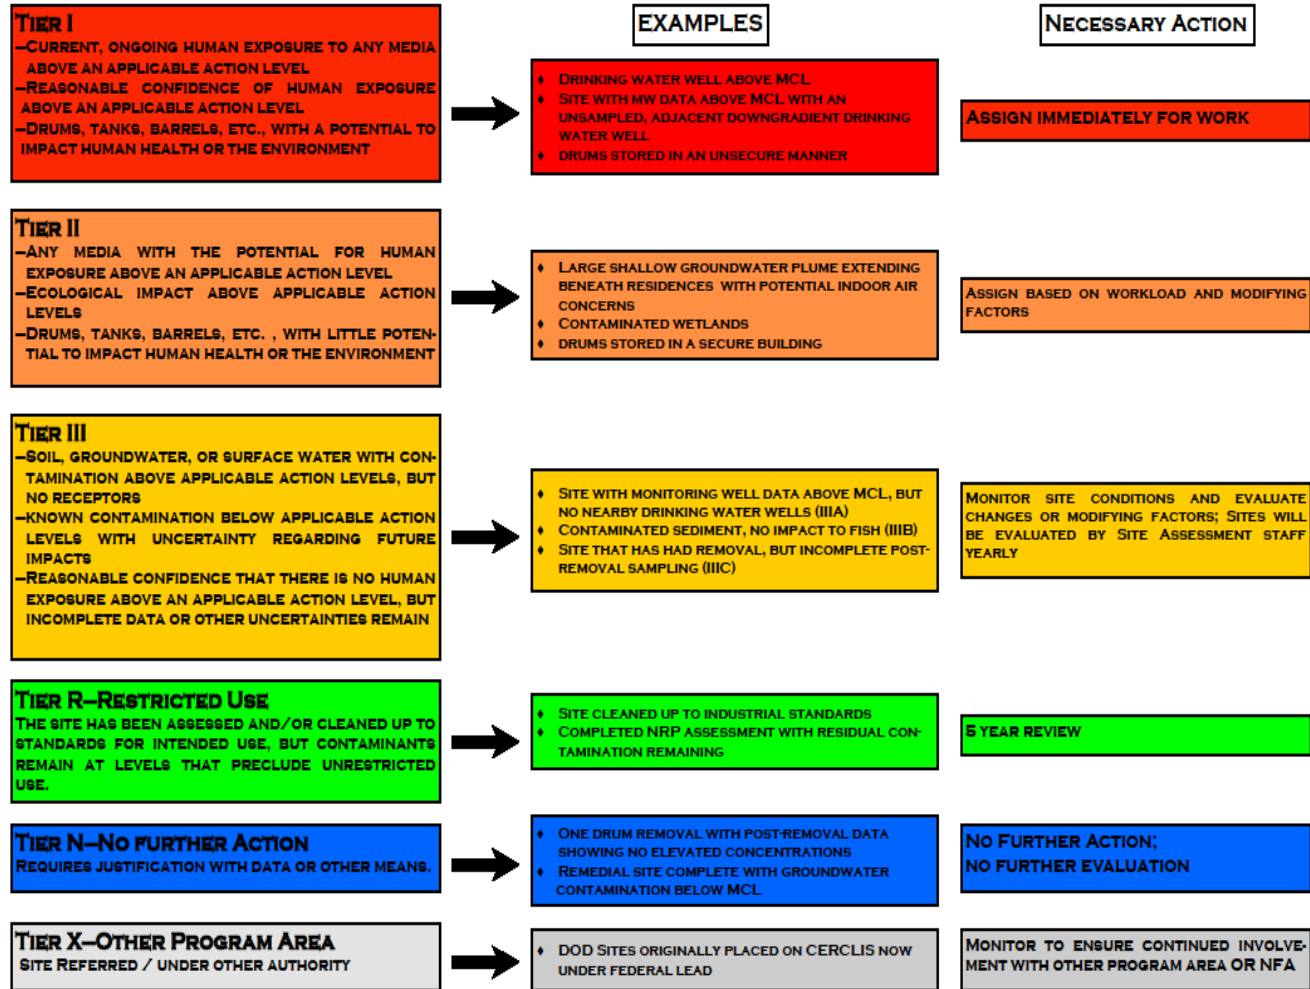 EXAMPLES
NECESSARY ACTION
TIER I
–CURRENT, ONGOING HUMAN EXPOSURE TO ANY MEDIA
ABOVE AN APPLICABLE ACTION LEVEL
–REASONABLE CONFIDENCE OF HUMAN EXPOSURE
ABOVE AN APPLICABLE ACTION LEVEL
–DRUMS, TANKS, BARRELS, ETC., WITH A POTENTIAL TO
IMPACT HUMAN HEALTH OR THE ENVIRONMENT
♦ DRINKING WATER WELL ABOVE MCL
♦ SITE WITH MW DATA ABOVE MCL WITH AN
UNSAMPLED, ADJACENT DOWNGRADIENT DRINKING
WATER WELL
♦ DRUMS STORED IN AN UNSECURE MANNER
ASSIGN IMMEDIATELY FOR WORK
TIER II
–ANY MEDIA WITH THE POTENTIAL FOR HUMAN
EXPOSURE ABOVE AN APPLICABLE ACTION LEVEL
–ECOLOGICAL IMPACT ABOVE APPLICABLE ACTION
LEVELS
–DRUMS, TANKS, BARRELS, ETC. , WITH LITTLE POTEN-
TIAL TO IMPACT HUMAN HEALTH OR THE ENVIRONMENT
♦ LARGE SHALLOW GROUNDWATER PLUME EXTENDING
BENEATH RESIDENCES WITH POTENTIAL INDOOR AIR
CONCERNS
♦ CONTAMINATED WETLANDS
♦ DRUMS STORED IN A SECURE BUILDING
ASSIGN BASED ON WORKLOAD AND MODIFYING
FACTORS
TIER III
–SOIL, GROUNDWATER, OR SURFACE WATER WITH CON-
TAMINATION ABOVE APPLICABLE ACTION LEVELS, BUT
NO RECEPTORS
–KNOWN CONTAMINATION BELOW APPLICABLE ACTION
LEVELS WITH UNCERTAINTY REGARDING FUTURE
IMPACTS
–REASONABLE CONFIDENCE THAT THERE IS NO HUMAN
EXPOSURE ABOVE AN APPLICABLE ACTION LEVEL, BUT
INCOMPLETE DATA OR OTHER UNCERTAINTIES REMAIN
♦ SITE WITH MONITORING WELL DATA ABOVE MCL, BUT
NO NEARBY DRINKING WATER WELLS (IIIA)
♦ CONTAMINATED SEDIMENT, NO IMPACT TO FISH (IIIB)
♦ SITE THAT HAS HAD REMOVAL, BUT INCOMPLETE POST-
REMOVAL SAMPLING (IIIC)
MONITOR SITE CONDITIONS AND EVALUATE
CHANGES OR MODIFYING FACTORS; SITES WILL
BE EVALUATED BY SITE ASSESSMENT STAFF
YEARLY
TIER R–RESTRICTED USE
THE SITE HAS BEEN ASSESSED AND/OR CLEANED UP TO
STANDARDS FOR INTENDED USE, BUT CONTAMINANTS
REMAIN AT LEVELS THAT PRECLUDE UNRESTRICTED
USE.
♦ SITE CLEANED UP TO INDUSTRIAL STANDARDS
♦ COMPLETED NRP ASSESSMENT WITH RESIDUAL CON-
TAMINATION REMAINING
5 YEAR REVIEW
TIER N–NO FURTHER ACTION
REQUIRES JUSTIFICATION WITH DATA OR OTHER MEANS.
♦ ONE DRUM REMOVAL WITH POST-REMOVAL DATA
SHOWING NO ELEVATED CONCENTRATIONS
♦ REMEDIAL SITE COMPLETE WITH GROUNDWATER
CONTAMINATION BELOW MCL
NO FURTHER ACTION;
NO FURTHER EVALUATION
TIER X–OTHER PROGRAM AREA
SITE REFERRED / UNDER OTHER AUTHORITY
♦ DOD SITES ORIGINALLY PLACED ON CERCLIS NOW
UNDER FEDERAL LEAD
MONITOR TO ENSURE CONTINUED INVOLVE-
MENT WITH OTHER PROGRAM AREA OR NFA